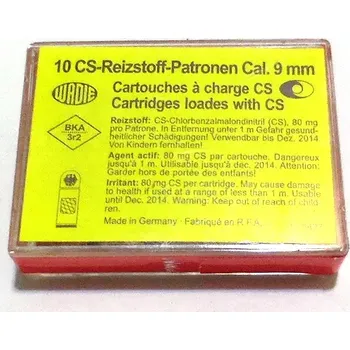 10 CS-Reizstoff-Patronen Cal. 9 mm
WADIE
Cartouches à charge CS
Cartridges loades with CS
BKA
3r2
Reizstoff: CS-Chlorbenzalmalondinitril (CS), 80 mg
pro Patrone. In Entfernung unter 1 m Gefahr gesund-
heitlicher Schädigungen! Verwendbar bis Dez. 2014
Von Kindern fernhalten!
Agent actif: 80 mg CS par cartouche. Dangereux
jusqu'à 1 m. Utilisables jusqu'à dec. 2014. Attention:
Garder hors de portée des enfants!
Irritant: 80 mg CS per cartridge. May cause damage
to health if used at a range of less than 1 m. Usable
until Dec. 2014. Warning: Keep out of reach of child
ren.
Made in Germany · Fabriqué en R.F.A.